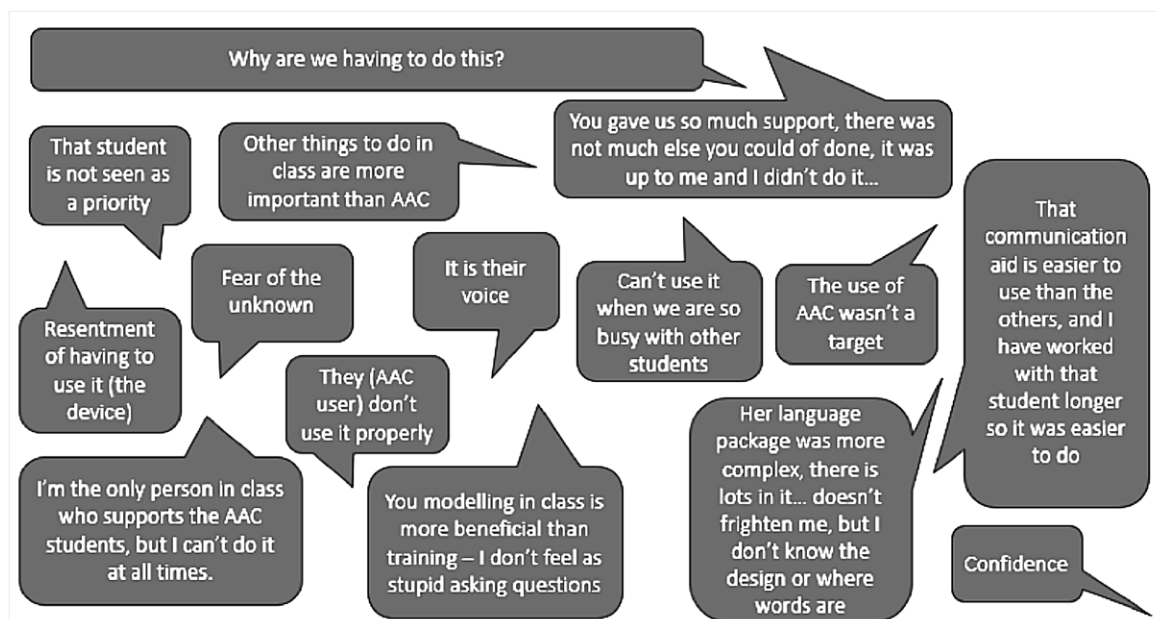 Why are we having to do this?
You gave us so much support, there was
not much else you could of done, it was
up to me and I didn't do it...
That student
is not seen as
a priority
Other things to do in
class are more
important than AAC
That
communication
aid is easier to
use than the
others, and I
have worked
with that
student longer
so it was easier
to do
Fear of the
unknown
It is their
voice
Can't use it
when we are so
busy with other
students
The use of
AAC wasn't a
target
Resentment
of having to
use it (the
device)
They (AAC
user) don't
use it properly
Her language
package was more
complex, there is
lots in it... doesn't
frighten me, but I
don't know the
design or where
words are
I'm the only person in class
who supports the AAC
students, but I can't do it
at all times.
You modelling in class is
more beneficial than
training – I don't feel as
stupid asking questions
Confidence